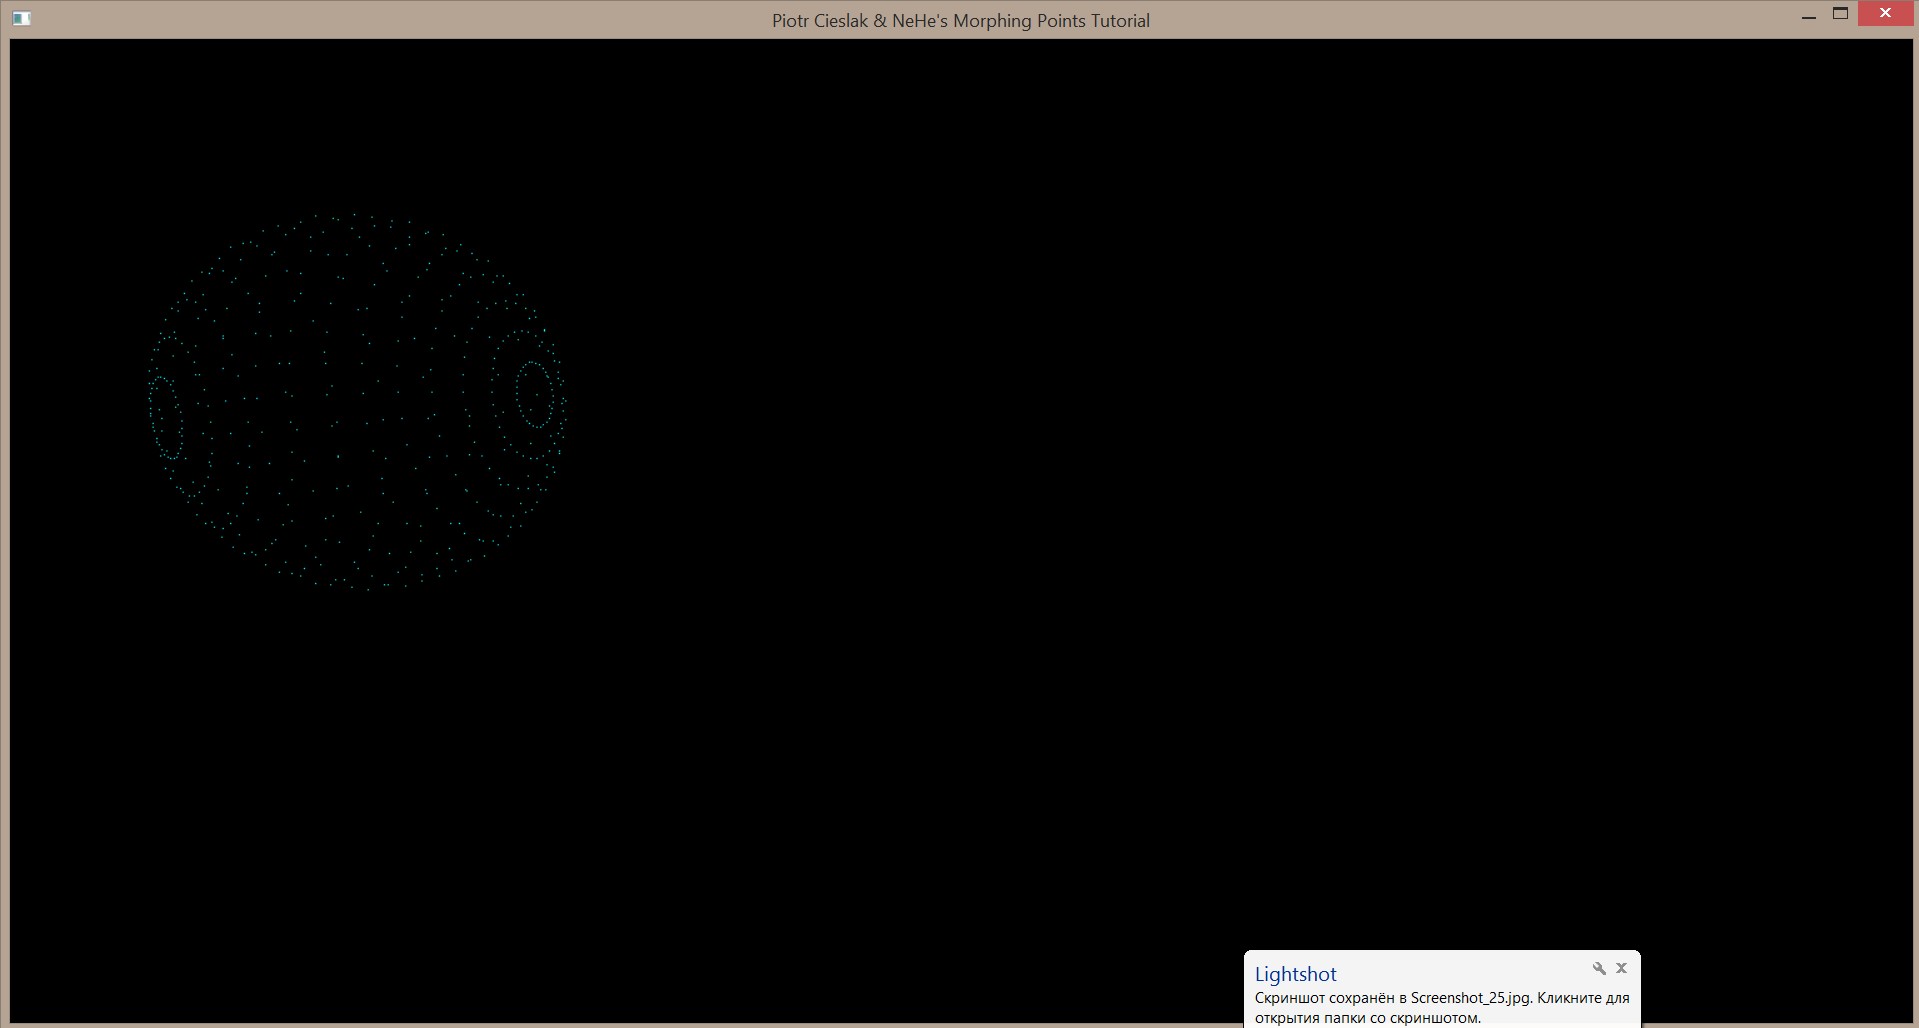 Piotr Cieslak & NeHe's Morphing Points Tutorial
Lightshot
Скриншот сохранён в Screenshot_25.jpg. Кликните для
открытия папки со скриншотом.